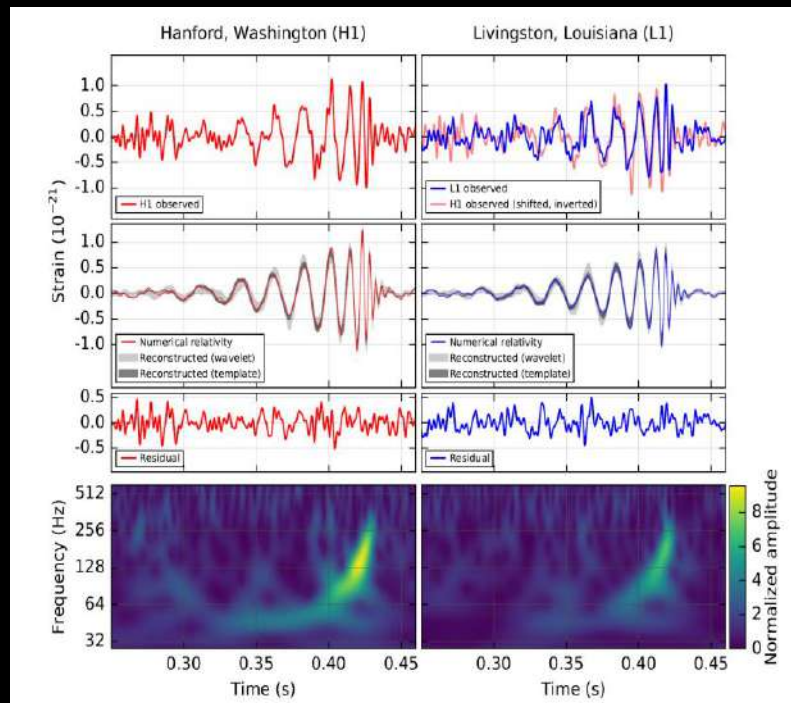 Hanford, Washington (H1)
Livingston, Louisiana (L1)
1.0
0.5
0.0
-0.5
-1.0
H1 observed
L1 observed
H1 observed (shifted, inverted)
Strain (10⁻²¹)
1.0
0.5
0.0
-0.5
-1.0
Numerical relativity
Reconstructed (wavelet)
Reconstructed (template)
Numerical relativity
Reconstructed (wavelet)
Reconstructed (template)
0.5
0.0
-0.5
Residual
Residual
Frequency (Hz)
512
256
128
64
32
0.30
0.35
0.40
0.45
0.30
0.35
0.40
0.45
Time (s)
Time (s)
8
6
4
2
0
Normalized amplitude